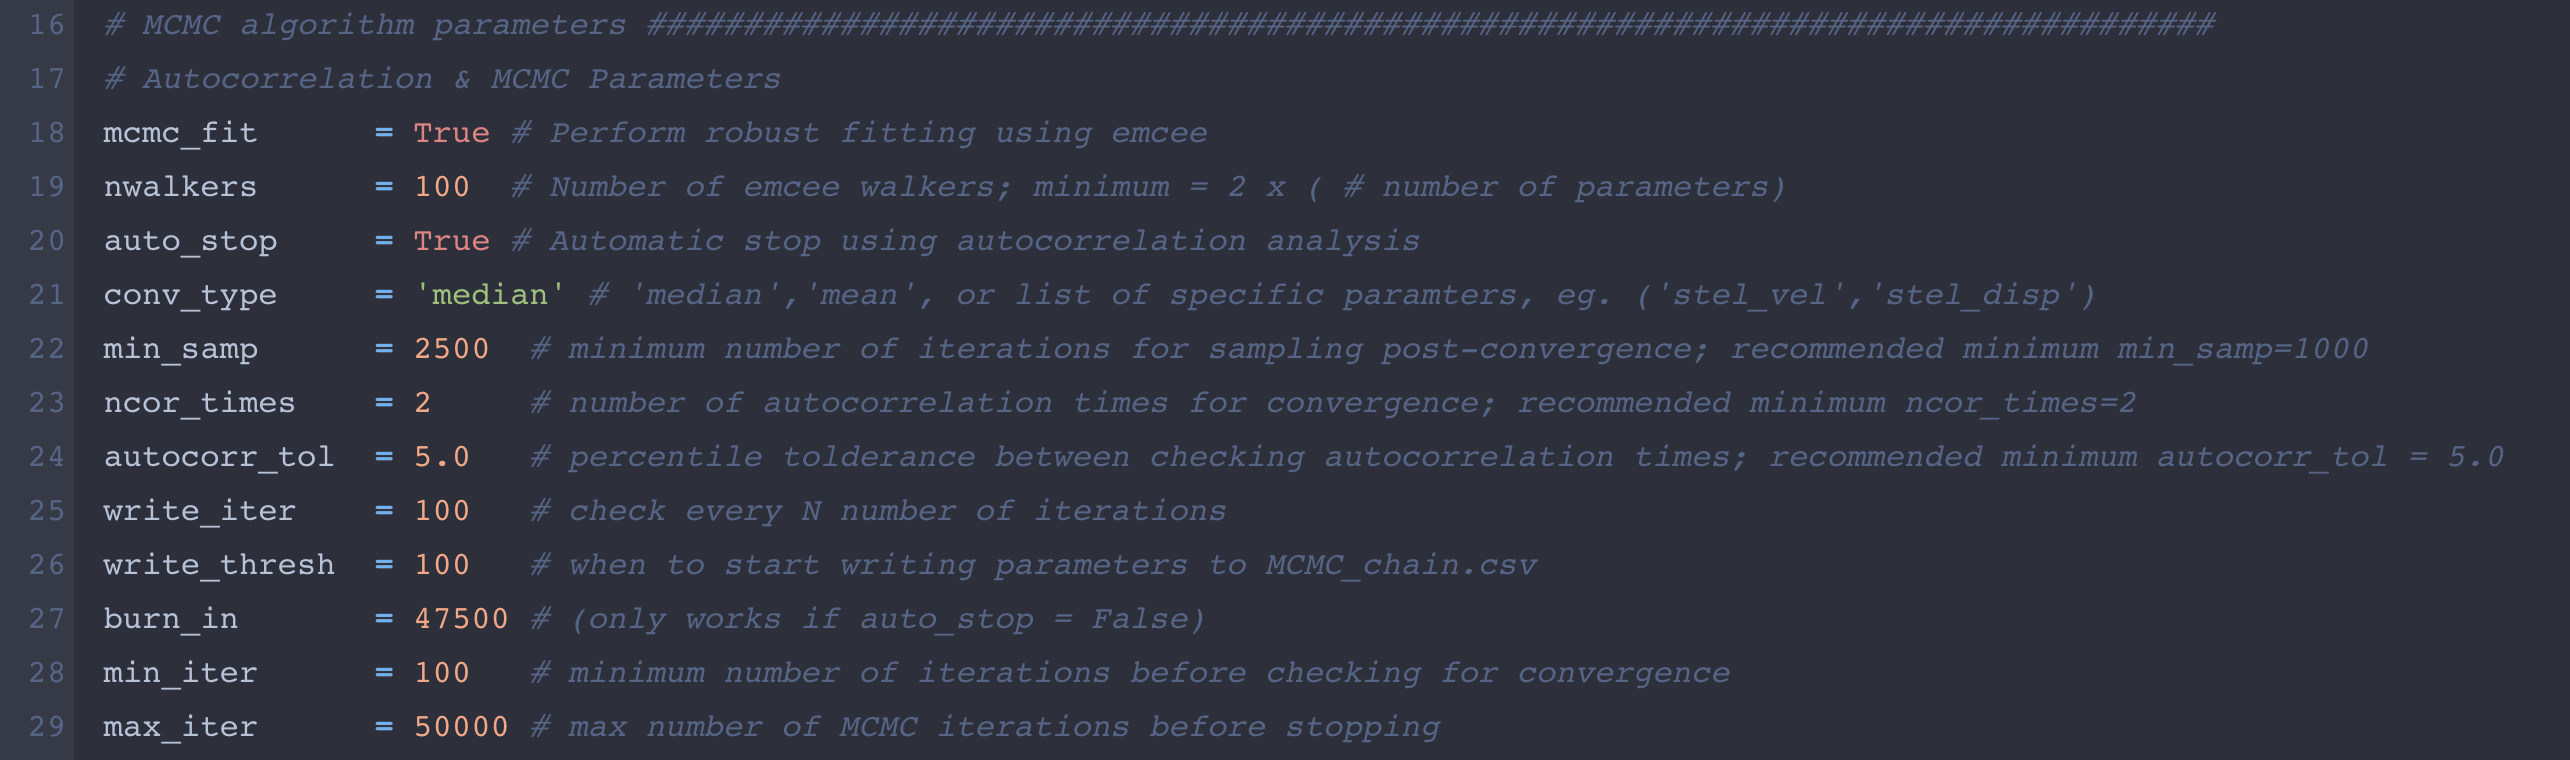 16 # MCMC algorithm parameters #################################################################################
17 # Autocorrelation & MCMC Parameters
18 mcmc_fit      = True # Perform robust fitting using emcee
19 nwalkers      = 100  # Number of emcee walkers; minimum = 2 x ( # number of parameters)
20 auto_stop     = True # Automatic stop using autocorrelation analysis
21 conv_type     = 'median' # 'median','mean', or list of specific paramters, eg. ('stel_vel','stel_disp')
22 min_samp      = 2500  # minimum number of iterations for sampling post-convergence; recommended minimum min_samp=1000
23 ncor_times    = 2     # number of autocorrelation times for convergence; recommended minimum ncor_times=2
24 autocorr_tol  = 5.0   # percentile tolderance between checking autocorrelation times; recommended minimum autocorr_tol = 5.0
25 write_iter    = 100   # check every N number of iterations
26 write_thresh  = 100   # when to start writing parameters to MCMC_chain.csv
27 burn_in       = 47500 # (only works if auto_stop = False)
28 min_iter      = 100   # minimum number of iterations before checking for convergence
29 max_iter      = 50000 # max number of MCMC iterations before stopping